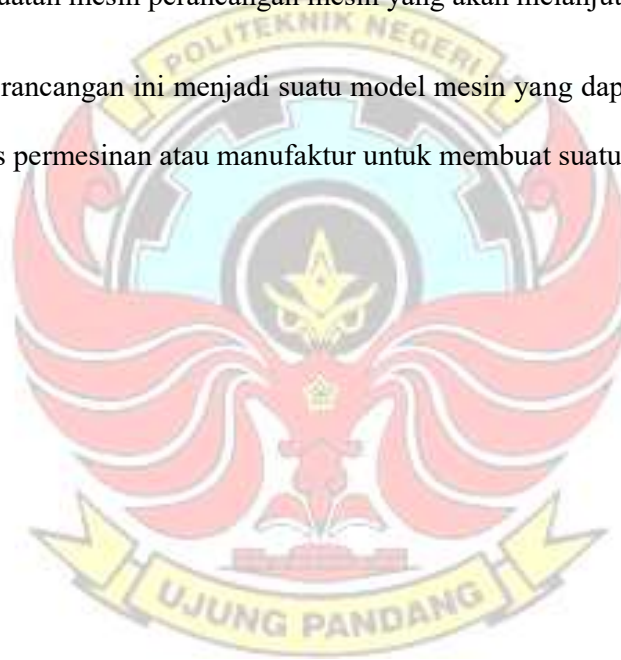 mesin perancangan mesin yang akan
POLITEKNIK NEGERI
rancangan ini menjadi suatu model mesin yang
permesinan atau manufaktur untuk membuat suatu
UJUNG PANDANG